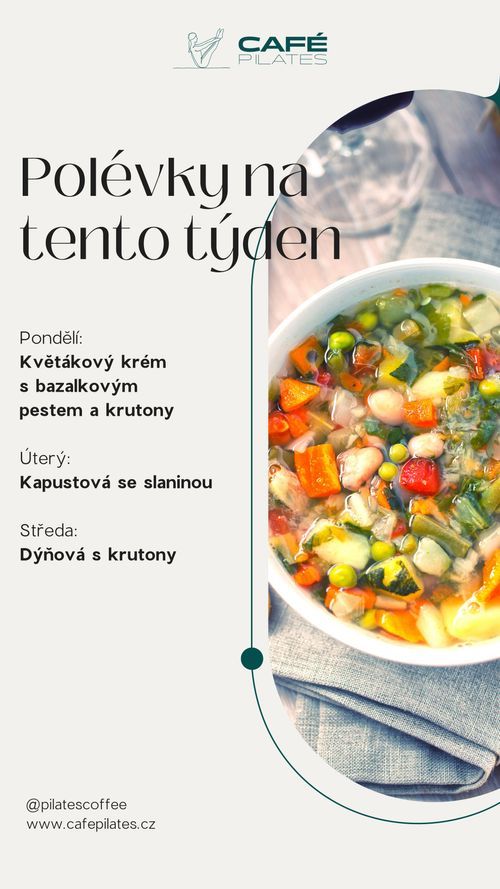 CAFÉ
PILATES
Polévky na
tento týden
Pondělí:
Květákový krém
s bazalkovým
pestem a krutony
Úterý:
Kapustová se slaninou
Středa:
Dýňová s krutony
@pilatescoffee
www.cafepilates.cz